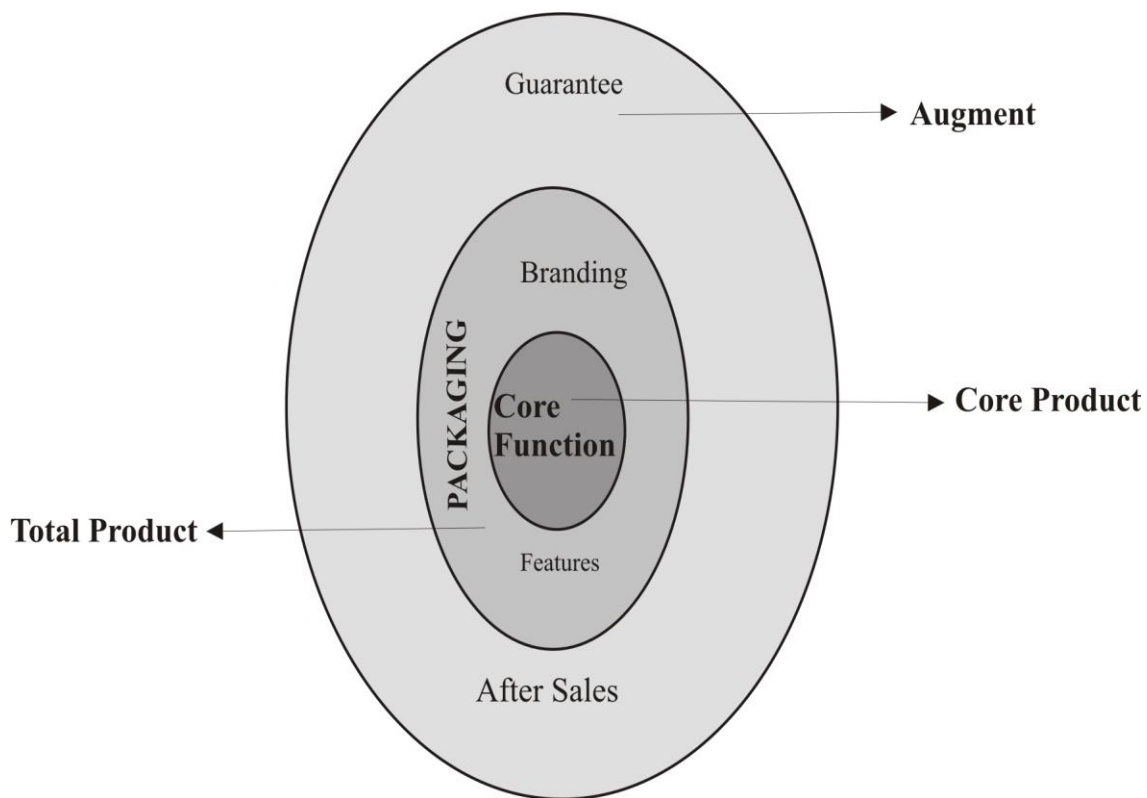 Guarantee
Augment
Branding
PACKAGING
Core
Function
Core Product
Total Product
Features
After Sales